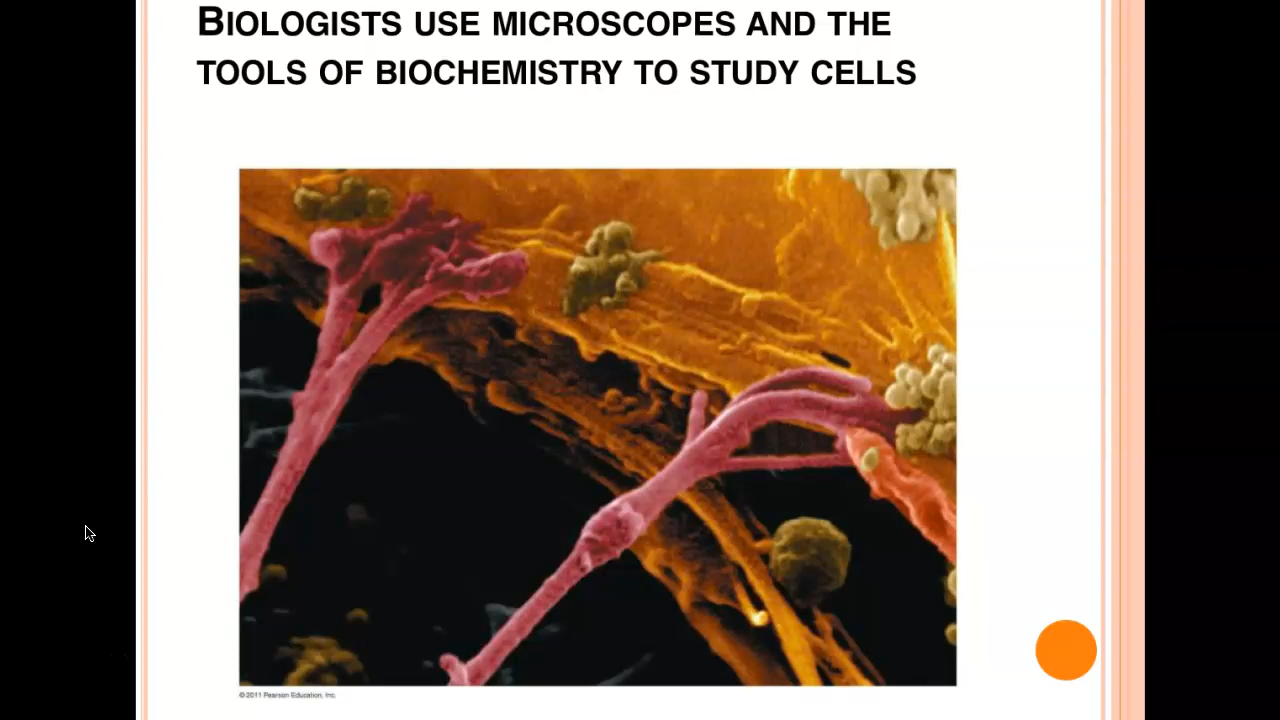 BIOLOGISTS USE MICROSCOPES AND THE
TOOLS OF BIOCHEMISTRY TO STUDY CELLS
© 2011 Pearson Education, Inc.